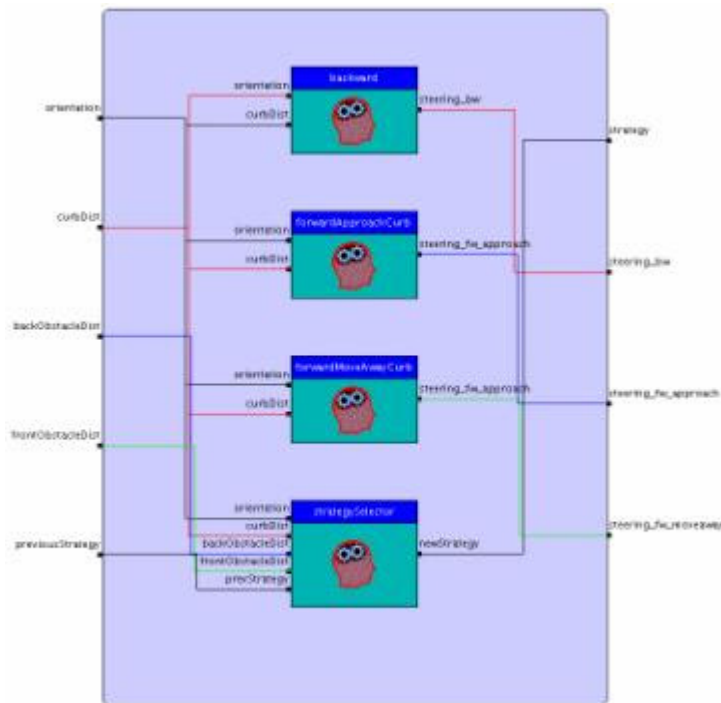 backward
orientation
steering_bw
orientation
curbDist
strategy
forwardApproachCurb
curbDist
orientation
steering_fw_approach
curbDist
steering_bw
backObstacleDist
forwardMoveAwayCurb
orientation
steering_fw_approach
steering_fw_approach
curbDist
frontObstacleDist
strategySelector
orientation
curbDist
steering_fw_moveaway
previousStrategy
backObstacleDist
newStrategy
frontObstacleDist
prevStrategy